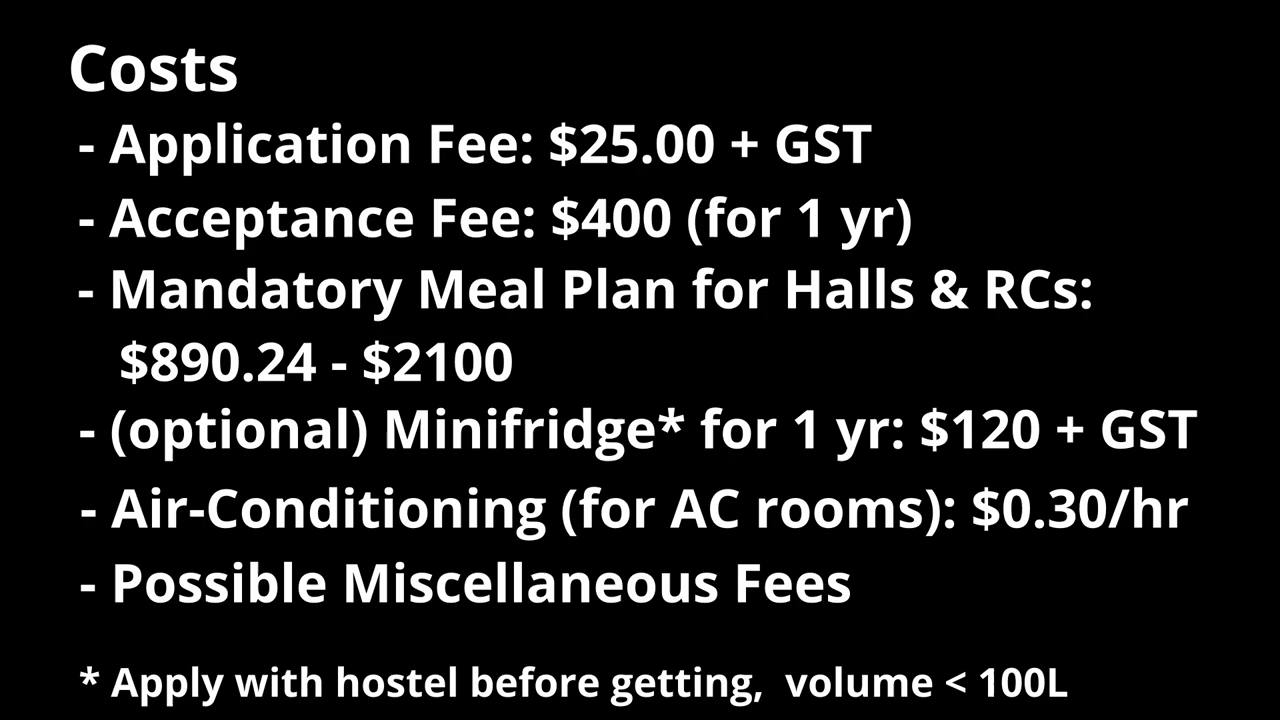 Costs
- Application Fee: $25.00 + GST
- Acceptance Fee: $400 (for 1 yr)
- Mandatory Meal Plan for Halls & RCs:
$890.24 - $2100
- (optional) Minifridge* for 1 yr: $120 + GST
- Air-Conditioning (for AC rooms): $0.30/hr
- Possible Miscellaneous Fees
* Apply with hostel before getting,  volume < 100L